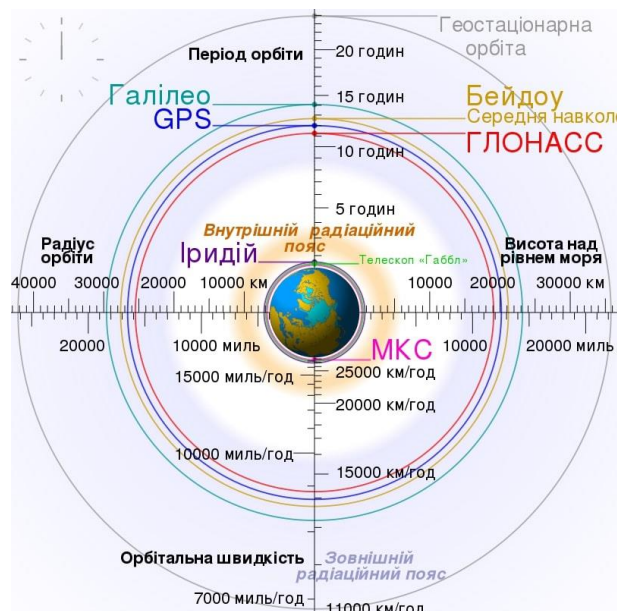 Геостаціонарна
орбіта
Період орбіти
20 годин
Галілео
15 годин
Бейдоу
GPS
Середня навколо
ГЛОНАСС
10 годин
5 годин
Внутрішній радіаційний
пояс
Радіус
орбіти
Іридій
Телескоп «Габбл»
Висота над
рівнем моря
40000 30000 20000 10000 км
10000 20000 30000 км
20000 10000 миль
10000 20000 миль
МКС
25000 км/год
15000 миль/год
20000 км/год
10000 миль/год
15000 км/год
Орбітальна швидкість
Зовнішній
радіаційний пояс
7000 миль/год
11000 км/год